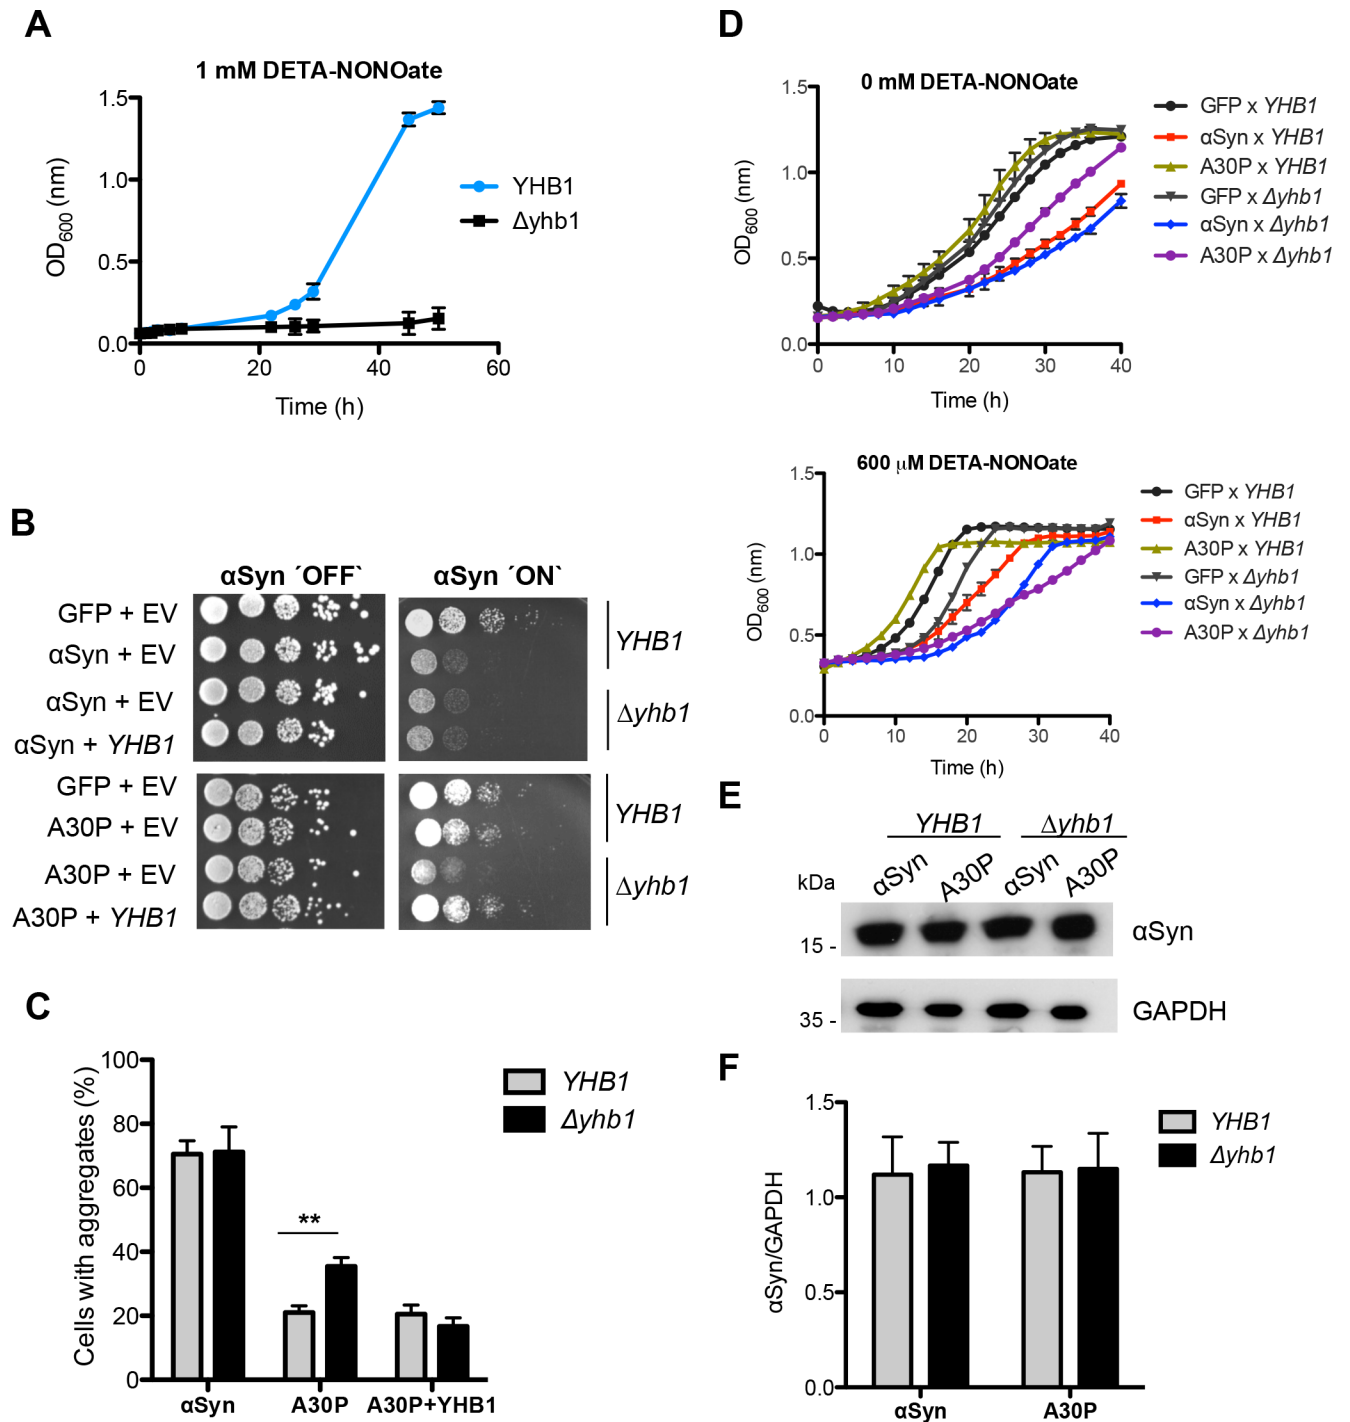 A
1 mM DETA-NONOate
OD600 (nm)
1.5
1.0
0.5
0.0
0
20
40
60
Time (h)
YHB1
Δyhb1
B
αSyn ´OFF`
αSyn ´ON`
GFP + EV
αSyn + EV
αSyn + EV
αSyn + YHB1
YHB1
Δyhb1
GFP + EV
A30P + EV
A30P + EV
A30P + YHB1
YHB1
Δyhb1
C
Cells with aggregates (%)
100
80
60
40
20
0
**
YHB1
Δyhb1
αSyn
A30P
A30P+YHB1
D
0 mM DETA-NONOate
OD600 (nm)
1.5
1.0
0.5
0.0
0
10
20
30
40
Time (h)
GFP x YHB1
αSyn x YHB1
A30P x YHB1
GFP x Δyhb1
αSyn x Δyhb1
A30P x Δyhb1
600 μM DETA-NONOate
OD600 (nm)
1.5
1.0
0.5
0.0
0
10
20
30
40
Time (h)
GFP x YHB1
αSyn x YHB1
A30P x YHB1
GFP x Δyhb1
αSyn x Δyhb1
A30P x Δyhb1
E
YHB1
Δyhb1
kDa
αSyn
A30P
αSyn
A30P
15 -
αSyn
35 -
GAPDH
F
αSyn/GAPDH
1.5
1.0
0.5
0.0
YHB1
Δyhb1
αSyn
A30P